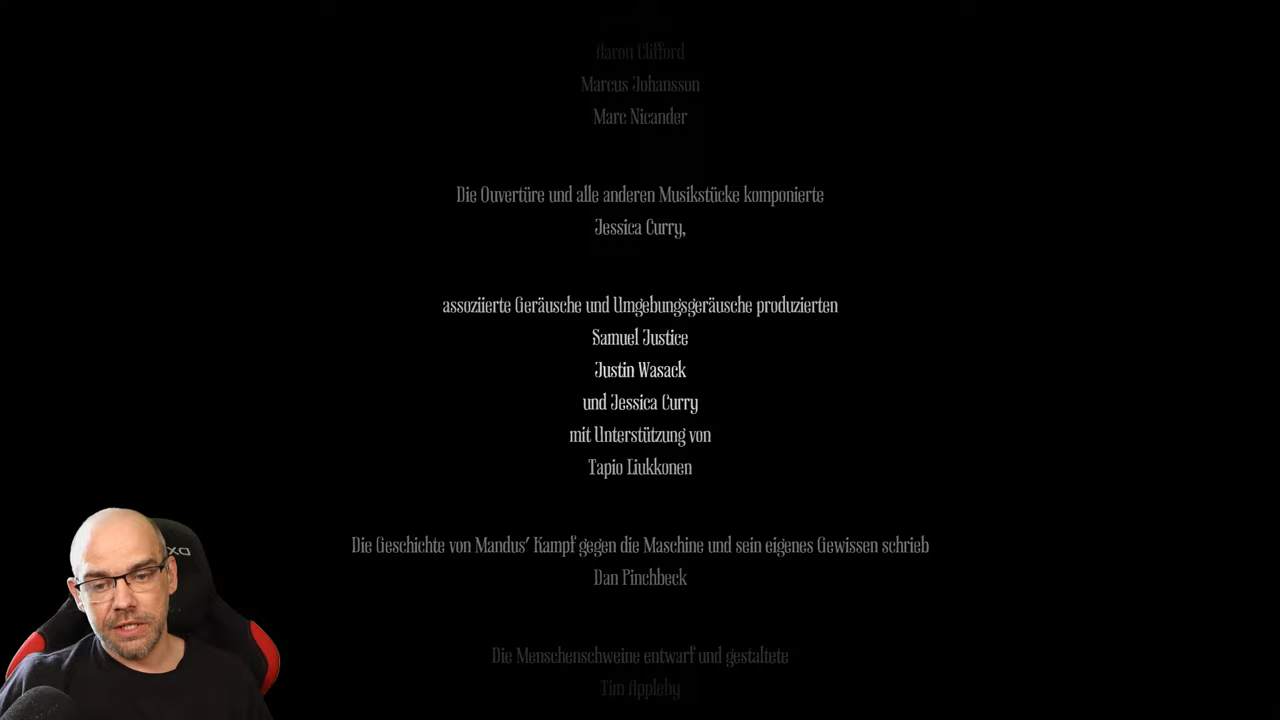 Aaron Clifford
Marcus Johansson
Marc Nicander
Die Ouvertüre und alle anderen Musikstücke komponierte
Jessica Curry,
assoziierte Geräusche und Umgebungsgeräusche produzierten
Samuel Justice
Justin Wasack
und Jessica Curry
mit Unterstützung von
Tapio Liukkonen
Die Geschichte von Mandus' Kampf gegen die Maschine und sein eigenes Gewissen schrieb
Dan Pinchbeck
Die Menschenschweine entwarf und gestaltete
Tim Appleby